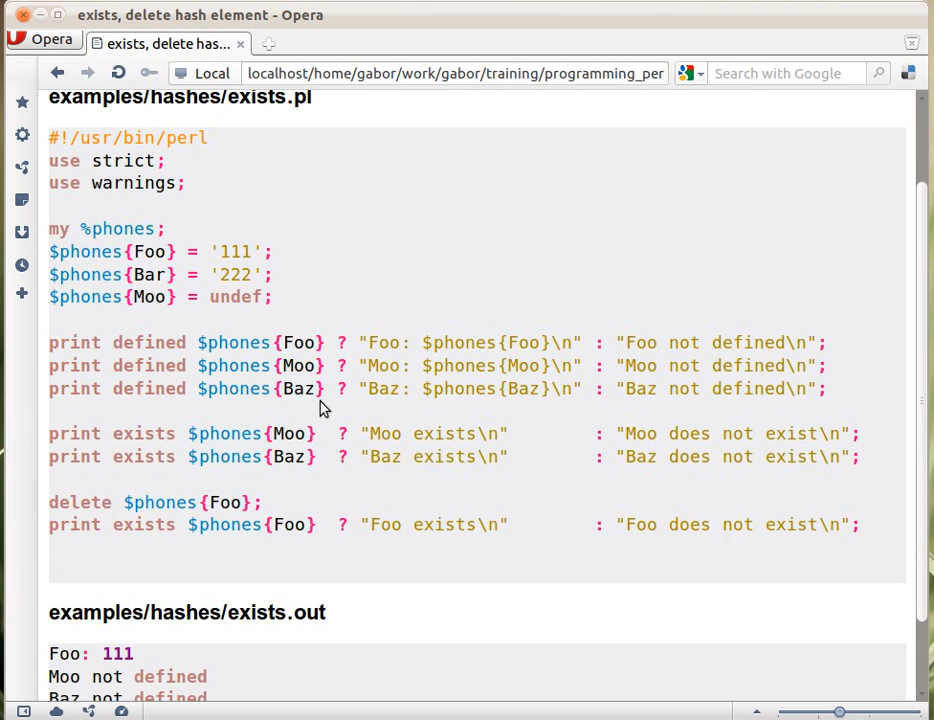 exists, delete hash element - Opera
Opera
exists, delete has...
Local
localhost/home/gabor/work/gabor/training/programming_per
Search with Google
examples/hashes/exists.pl
#!/usr/bin/perl
use strict;
use warnings;
my %phones;
$phones{Foo} = '111';
$phones{Bar} = '222';
$phones{Moo} = undef;
print defined $phones{Foo} ? "Foo: $phones{Foo}\n" : "Foo not defined\n";
print defined $phones{Moo} ? "Moo: $phones{Moo}\n" : "Moo not defined\n";
print defined $phones{Baz} ? "Baz: $phones{Baz}\n" : "Baz not defined\n";
print exists $phones{Moo}  ? "Moo exists\n"        : "Moo does not exist\n";
print exists $phones{Baz}  ? "Baz exists\n"        : "Baz does not exist\n";
delete $phones{Foo};
print exists $phones{Foo}  ? "Foo exists\n"        : "Foo does not exist\n";
examples/hashes/exists.out
Foo: 111
Moo not defined
Baz not defined